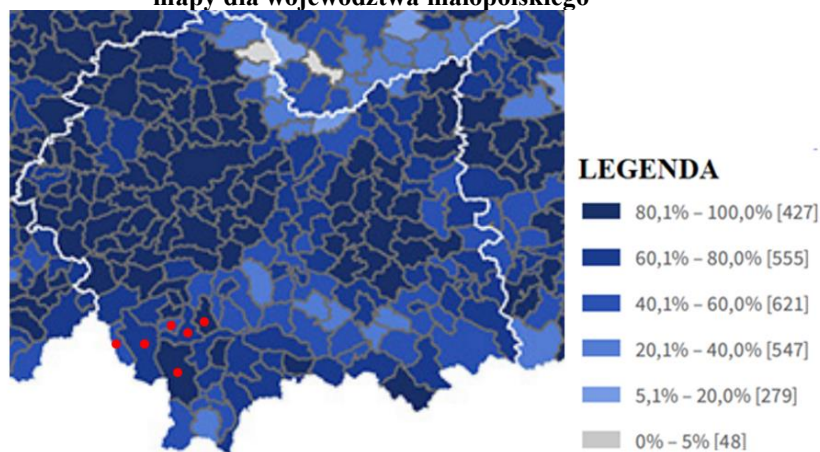 mapy dla województwa małopolskiego
LEGENDA
80,1% – 100,0% [427]
60,1% – 80,0% [555]
40,1% – 60,0% [621]
20,1% – 40,0% [547]
5,1% – 20,0% [279]
0% – 5% [48]